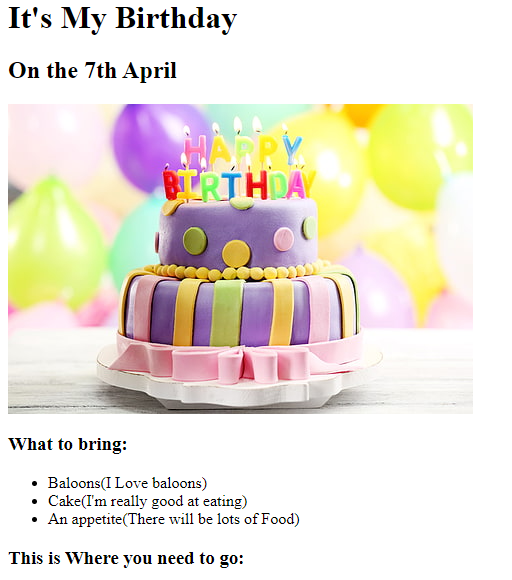 It's My Birthday
On the 7th April
HAPPY
BIRTHDAY
What to bring:
Baloons(I Love baloons)
Cake(I'm really good at eating)
An appetite(There will be lots of Food)
This is Where you need to go: